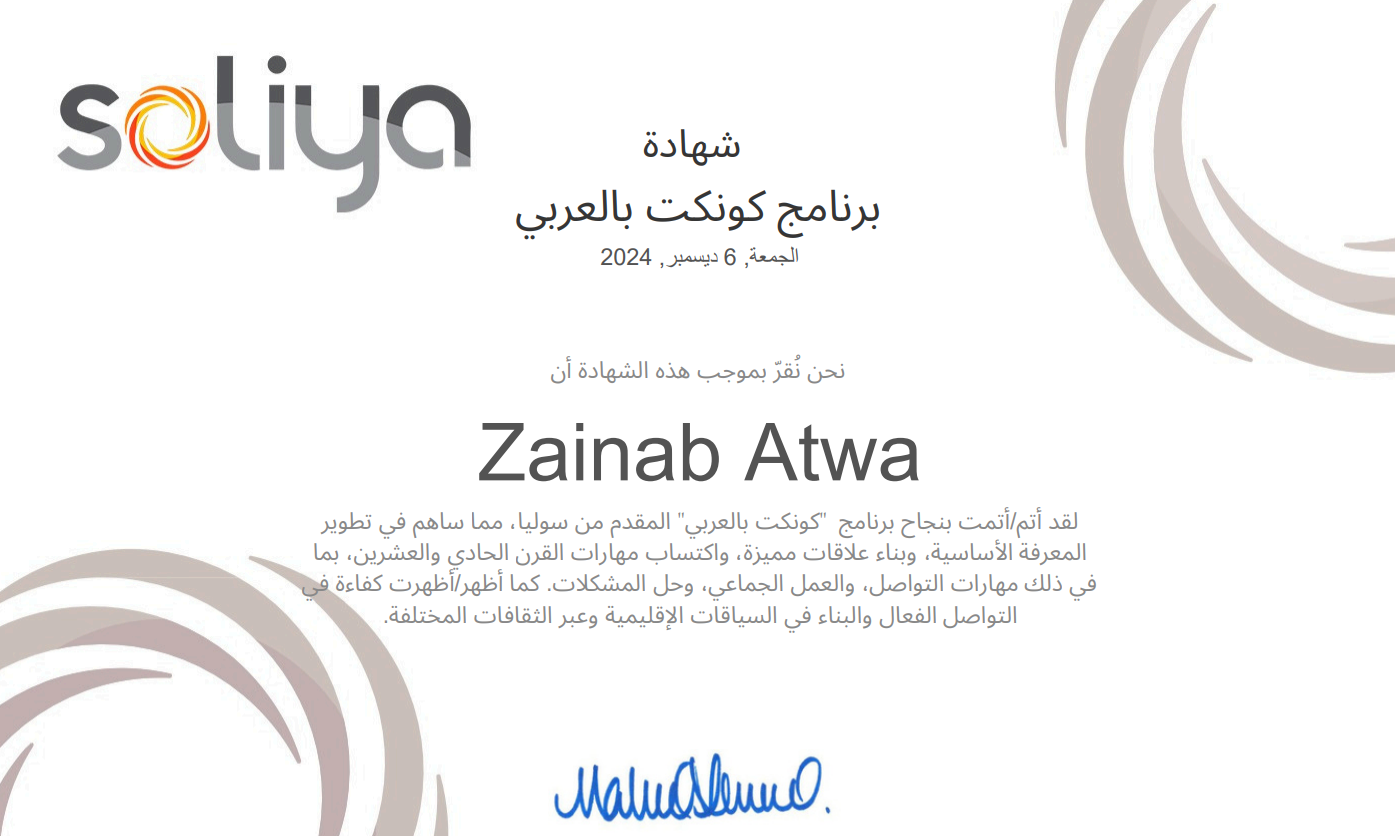 soliya
شهادة
برنامج كونكت بالعربي
الجمعة, 6 ديسمبر, 2024
نحن نُقرّ بموجب هذه الشهادة أن
Zainab Atwa
لقد أتم/أتمت بنجاح برنامج "كونكت بالعربي" المقدم من سوليا، مما ساهم في تطوير
المعرفة الأساسية، وبناء علاقات مميزة، واكتساب مهارات القرن الحادي والعشرين، بما
في ذلك مهارات التواصل، والعمل الجماعي، وحل المشكلات. كما أظهر/أظهرت كفاءة في
التواصل الفعال والبناء في السياقات الإقليمية وعبر الثقافات المختلفة.